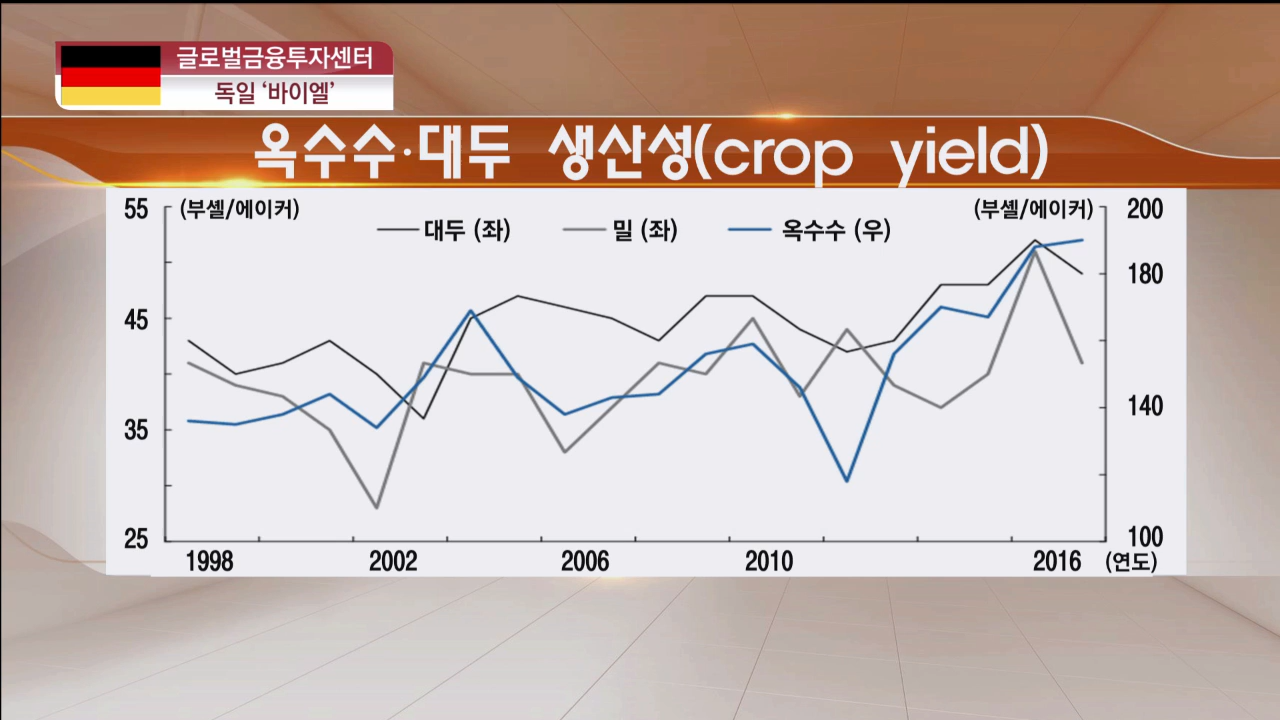 글로벌금융투자센터
독일 ‘바이엘’
옥수수·대두 생산성(crop yield)
55 (부셸/에이커) (부셸/에이커) 200
대두 (좌) 밀 (좌) 옥수수 (우)
180
45
140
35
25 100
1998 2002 2006 2010 2016 (연도)